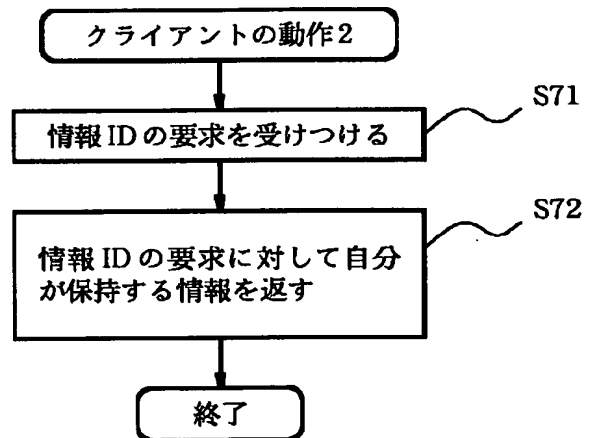 クライアントの動作2
情報IDの要求を受けつける
S71
情報IDの要求に対して自分
が保持する情報を返す
S72
終了